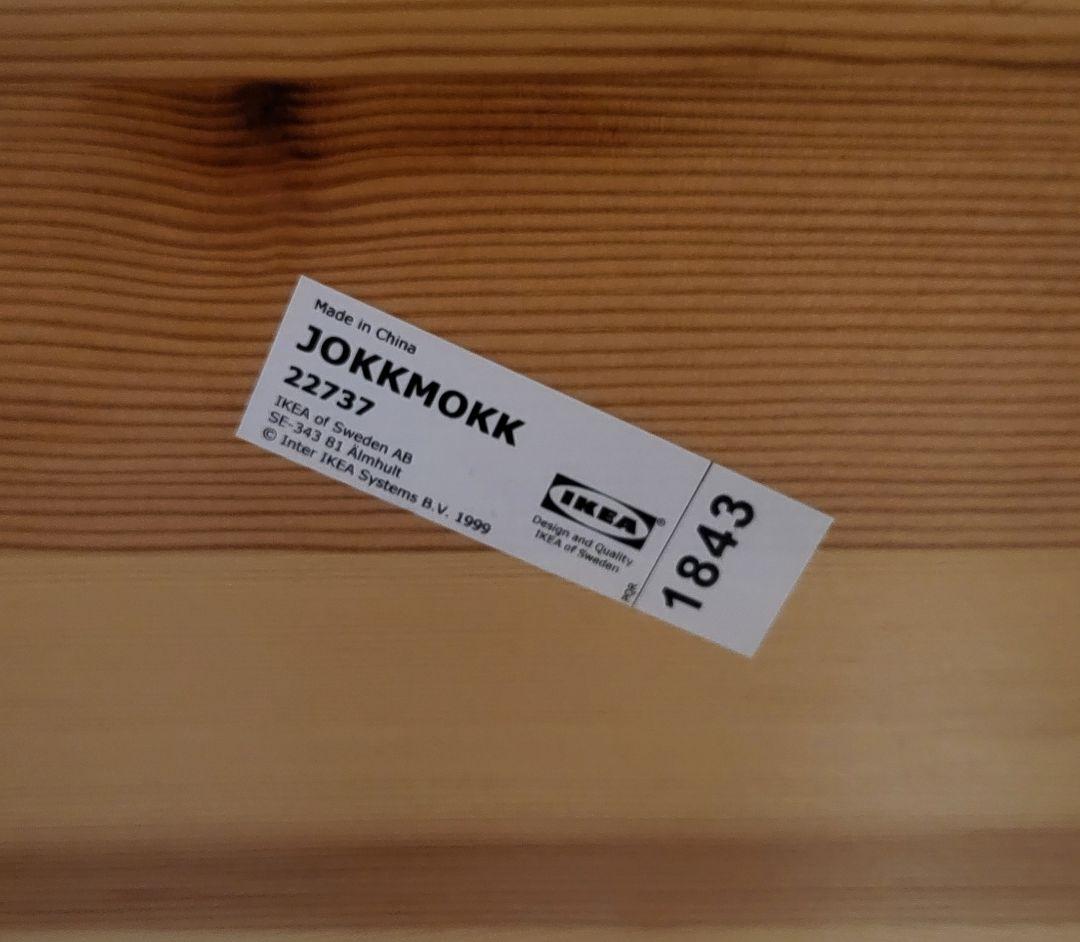 Made in China
JOKKMOKK
22737
IKEA of Sweden AB
SE-343 81 Älmhult
© Inter IKEA Systems B.V. 1999
IKEA®
Design and Quality
IKEA of Sweden
PQR
1843